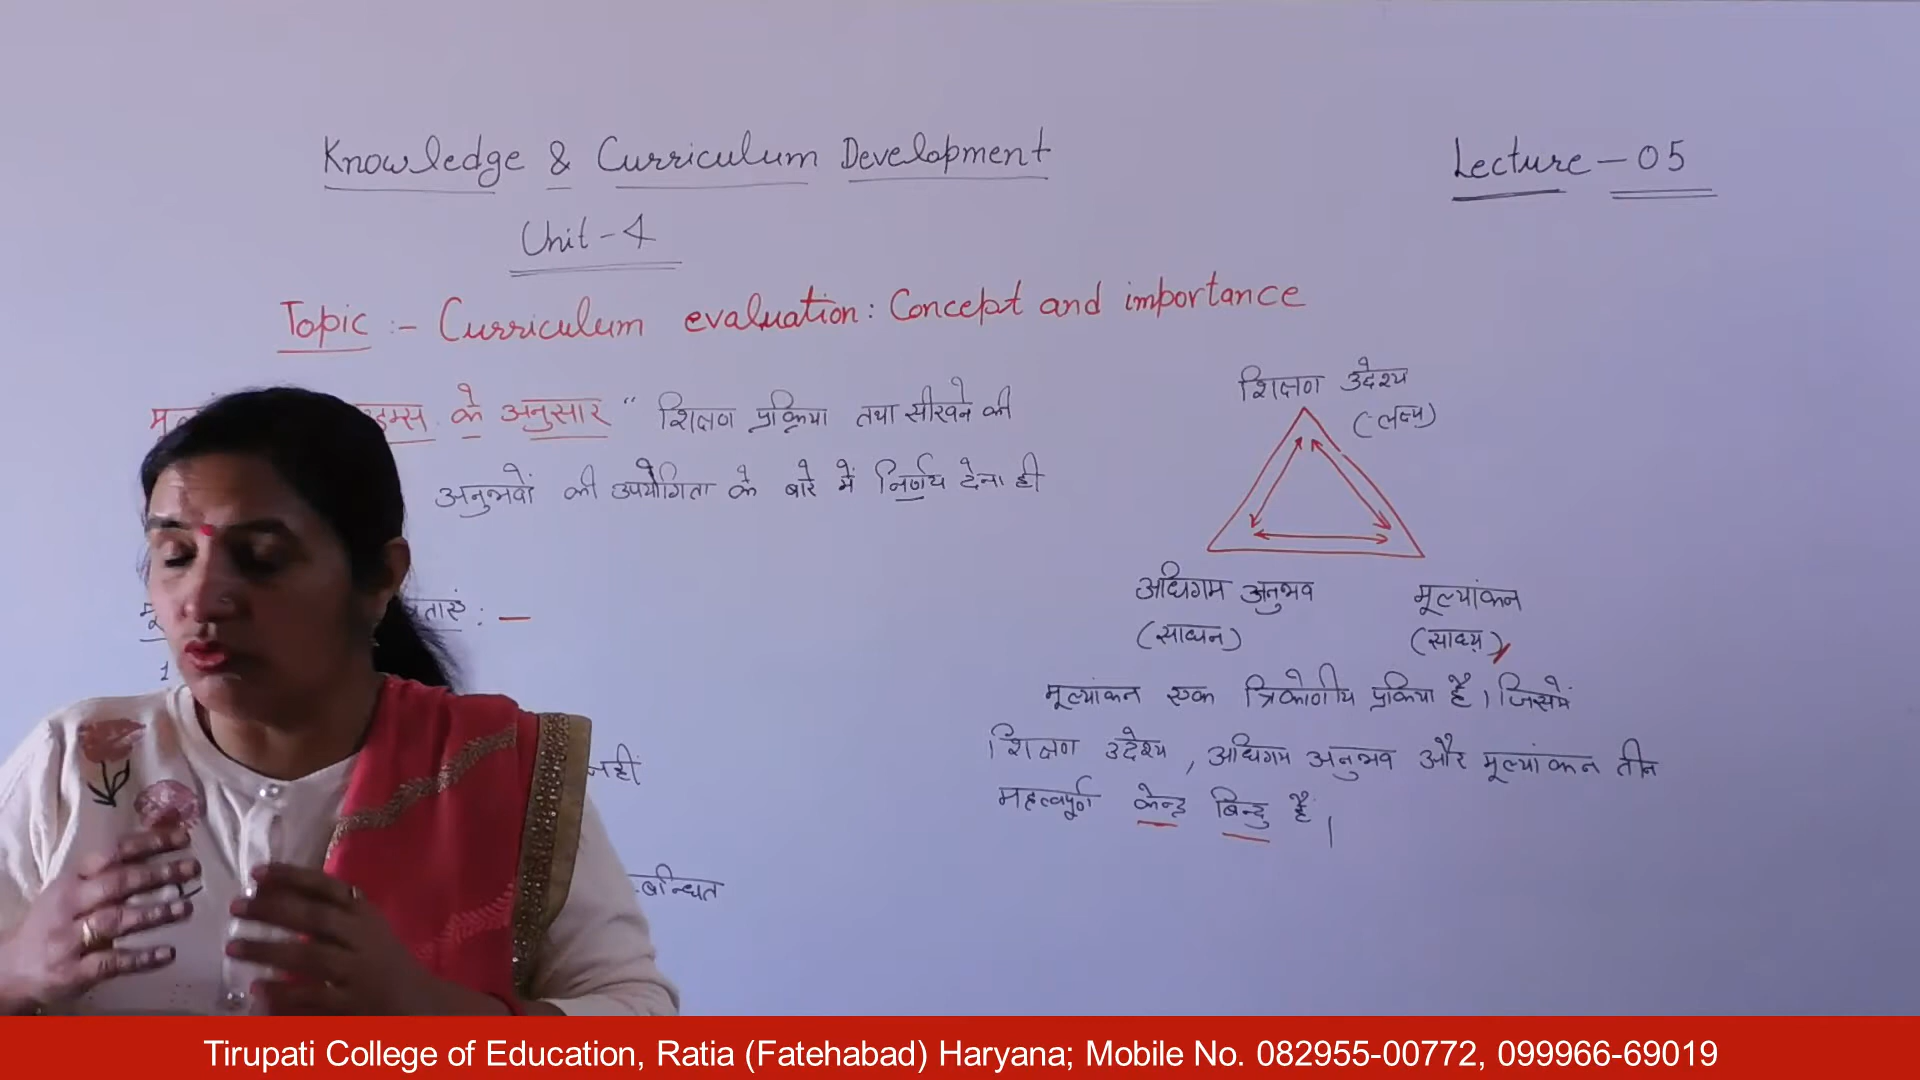 Knowledge & Curriculum Development
Lecture - 05
Unit - 4
Topic :- Curriculum evaluation: Concept and importance
के अनुसार " शिक्षण प्रक्रिया तथा सीखने की
अनुभवों की उपयोगिता के बारे में निर्णय देना ही
: —
1
नहीं
शिक्षण उद्देश्य
(लक्ष्य)
अधिगम अनुभव
(साधन)
मूल्यांकन
(साध्य)
मूल्यांकन एक त्रिकोणीय प्रक्रिया है। जिसमें
शिक्षण उद्देश्य, अधिगम अनुभव और मूल्यांकन तीन
महत्वपूर्ण केन्द्र बिन्दु है।
Tirupati College of Education, Ratia (Fatehabad) Haryana; Mobile No. 082955-00772, 099966-69019